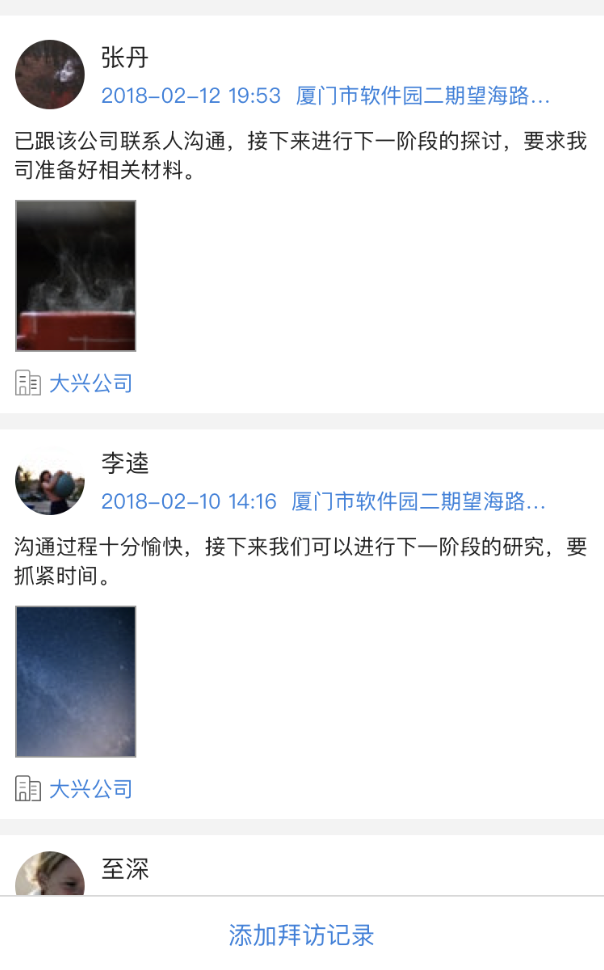 张丹
2018-02-12 19:53 厦门市软件园二期望海路...
已跟该公司联系人沟通，接下来进行下一阶段的探讨，要求我
司准备好相关材料。
大兴公司
李逵
2018-02-10 14:16 厦门市软件园二期望海路...
沟通过程十分愉快，接下来我们可以进行下一阶段的研究，要
抓紧时间。
大兴公司
至深
添加拜访记录